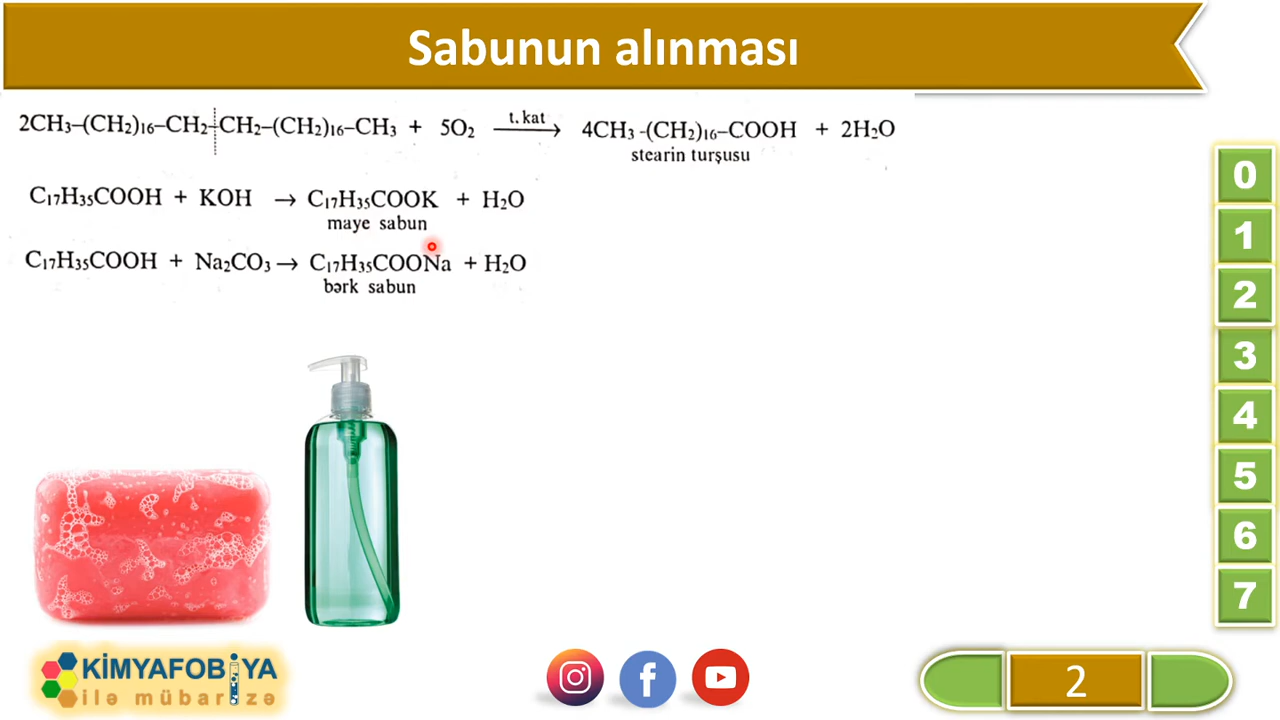 Sabunun alınması
2CH₃–(CH₂)₁₆–CH₂–CH₂–(CH₂)₁₆–CH₃ + 5O₂ t. kat → 4CH₃-(CH₂)₁₆–COOH + 2H₂O
stearin turşusu
C₁₇H₃₅COOH + KOH → C₁₇H₃₅COOK + H₂O
maye sabun
C₁₇H₃₅COOH + Na₂CO₃ → C₁₇H₃₅COONa + H₂O
bərk sabun
0
1
2
3
4
5
6
7
KİMYAFOBİYA
ilə mübarizə
2